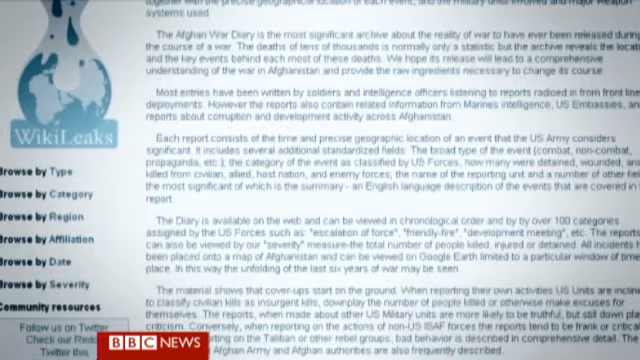 together with the precise geographical location of each event, and the military units involved and major weapon
systems used.
The Afghan War Diary is the most significant archive about the reality of war to have ever been released during
the course of a war. The deaths of tens of thousands is normally only a statistic but the archive reveals the locat
and the key events behind each most of these deaths. We hope its release will lead to a comprehensive
understanding of the war in Afghanistan and provide the raw ingredients necessary to change its course.
Most entries have been written by soldiers and intelligence officers listening to reports radioed in from front line
deployments. However the reports also contain related information from Marines intelligence, US Embassies, an
reports about corruption and development activity across Afghanistan.
Each report consists of the time and precise geographic location of an event that the US Army considers
significant. It includes several additional standardized fields: The broad type of the event (combat, non-combat,
propaganda, etc.); the category of the event as classified by US Forces, how many were detained, wounded, an
killed from civilian, allied, host nation, and enemy forces; the name of the reporting unit and a number of other fiel
the most significant of which is the summary - an English language description of the events that are covered in
report.
The Diary is available on the web and can be viewed in chronological order and by by over 100 categories
assigned by the US Forces such as: "escalation of force", "friendly-fire", "development meeting", etc. The reports
can also be viewed by our "severity" measure-the total number of people killed, injured or detained. All incidents h
been placed onto a map of Afghanistan and can be viewed on Google Earth limited to a particular window of time
place. In this way the unfolding of the last six years of war may be seen.
The material shows that cover-ups start on the ground. When reporting their own activities US Units are incline
to classify civilian kills as insurgent kills, downplay the number of people killed or otherwise make excuses for
themselves. The reports, when made about other US Military units are more likely to be truthful, but still down pla
criticism. Conversely, when reporting on the actions of non-US ISAF forces the reports tend to be frank or critica
rting on the Taliban or other rebel groups, bad behavior is described in comprehensive detail. The
Afghan Army and Afghan authorities are also frequently described.
WikiLeaks
Browse by Type
Browse by Category
Browse by Region
Browse by Affiliation
Browse by Date
Browse by Severity
Community resources
Follow us on Twitter
Check our Redd
Twitter this
BBC NEWS